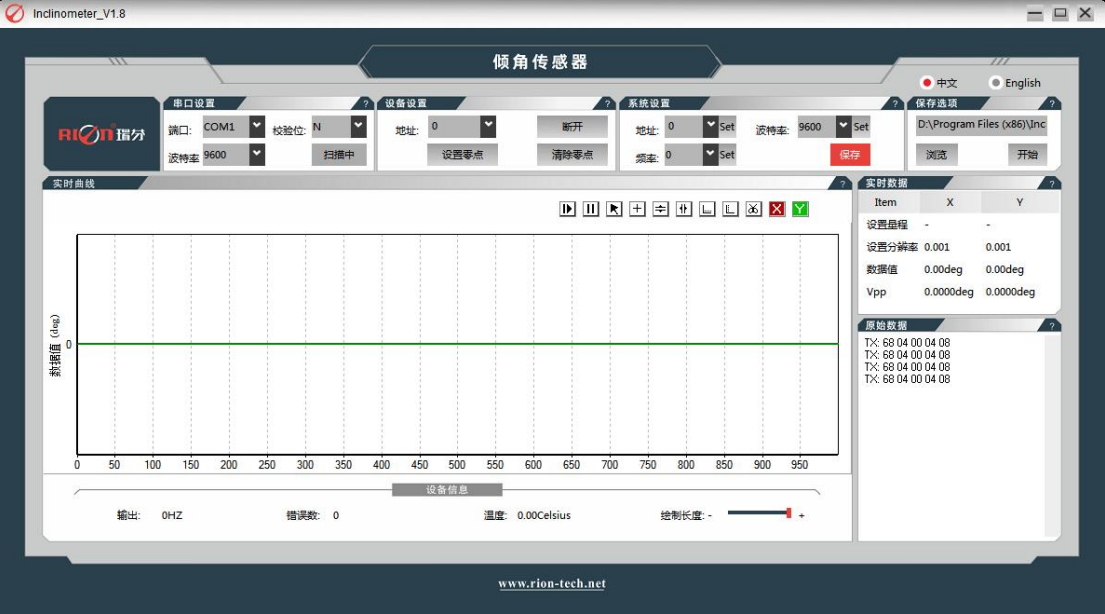 Inclinometer_V1.8
倾角传感器
中文 English
RION 瑞分
串口设置 ?
端口: COM1 校验位: N
波特率 9600 扫描中
设备设置 ?
地址: 0 断开
设置零点 清除零点
系统设置 ?
地址: 0 Set 波特率: 9600 Set
频率: 0 Set 保存
保存选项 ?
D:\Program Files (x86)\Inc
浏览 开始
实时曲线 ?
X Y
数据值 (deg)
0
0 50 100 150 200 250 300 350 400 450 500 550 600 650 700 750 800 850 900 950
设备信息
输出: 0HZ 错误数: 0 温度: 0.00Celsius 绘制长度: - +
实时数据 ?
Item X Y
设置量程 - -
设置分辨率 0.001 0.001
数据值 0.00deg 0.00deg
Vpp 0.0000deg 0.0000deg
原始数据 ?
TX: 68 04 00 04 08
TX: 68 04 00 04 08
TX: 68 04 00 04 08
TX: 68 04 00 04 08
www.rion-tech.net